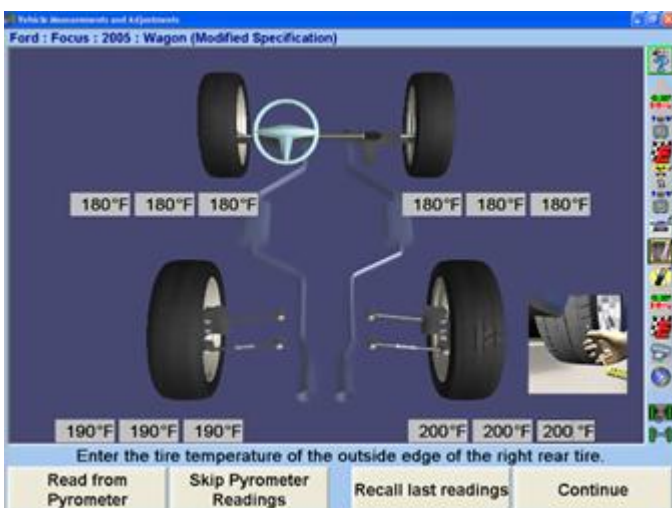 Vehicle Measurements and Adjustments
Ford : Focus : 2005 : Wagon (Modified Specification)
180°F 180°F 180°F 180°F 180°F 180°F
190°F 190°F 190°F 200°F 200°F 200°F
Enter the tire temperature of the outside edge of the right rear tire.
Read from Pyrometer
Skip Pyrometer Readings
Recall last readings
Continue